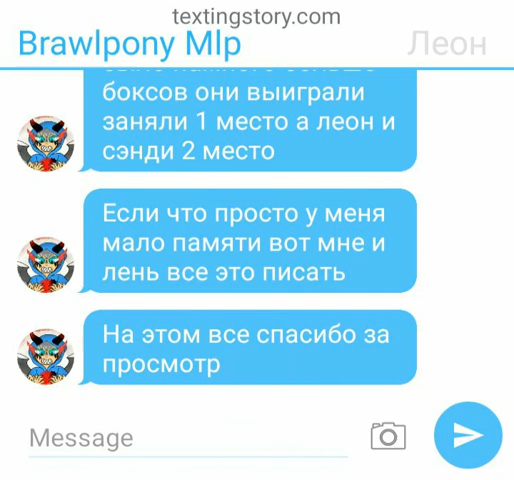 textingstory.com
Brawlpony Mlp
Леон
боксов они выиграли
заняли 1 место а леон и
сэнди 2 место
Если что просто у меня
мало памяти вот мне и
лень все это писать
На этом все спасибо за
просмотр
Message